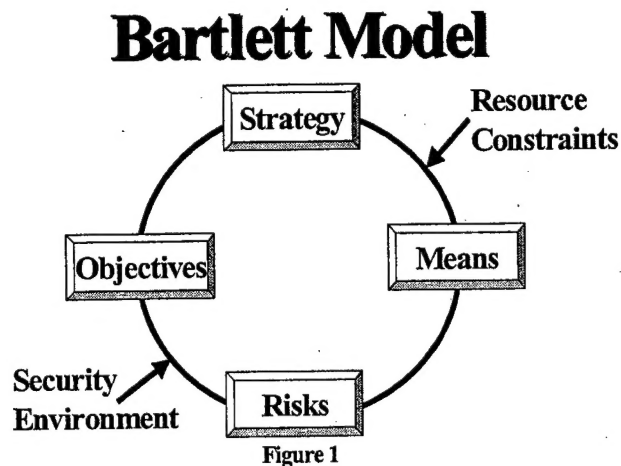 Bartlett Model
Strategy
Resource
Constraints
Objectives
Means
Security
Environment
Risks
Figure 1